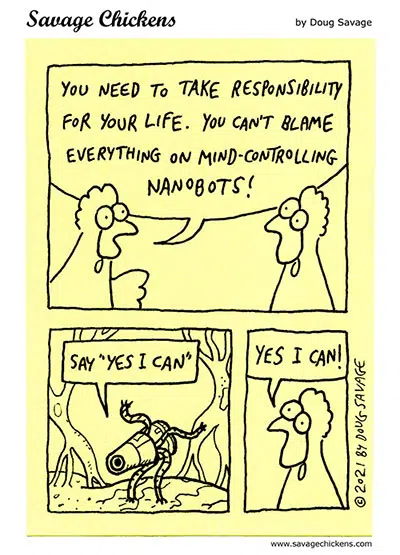 Savage Chickens
by Doug Savage
YOU NEED TO TAKE RESPONSIBILITY
FOR YOUR LIFE. YOU CAN'T BLAME
EVERYTHING ON MIND-CONTROLLING
NANOBOTS!
SAY "YES I CAN"
YES I CAN!
© 2021 BY DOUG SAVAGE
www.savagechickens.com